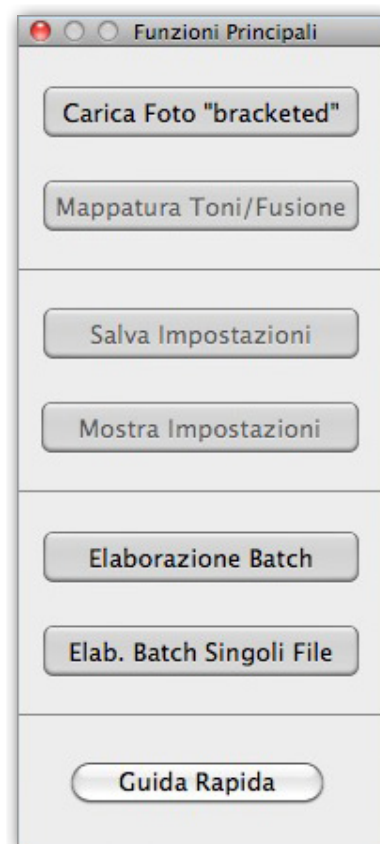 Funzioni Principali
Carica Foto "bracketed"
Mappatura Toni/Fusione
Salva Impostazioni
Mostra Impostazioni
Elaborazione Batch
Elab. Batch Singoli File
Guida Rapida